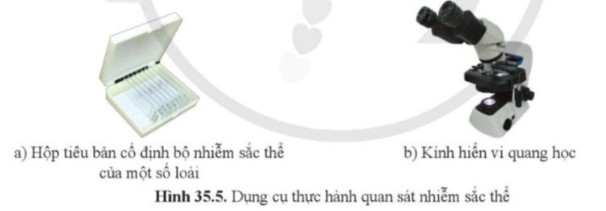 a) Hộp tiêu bản cố định bộ nhiễm sắc thể
của một số loài
b) Kính hiển vi quang học
Hình 35.5. Dụng cụ thực hành quan sát nhiễm sắc thể